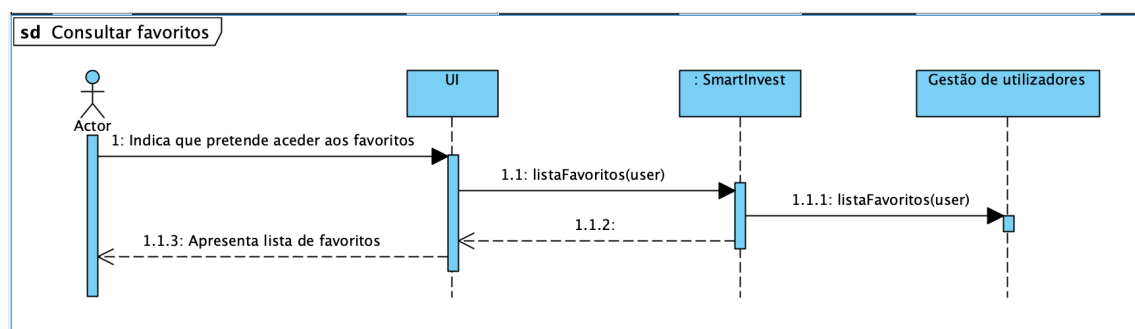 sd Consultar favoritos
UI
: SmartInvest
Gestão de utilizadores
Actor
1: Indica que pretende aceder aos favoritos
1.1: listaFavoritos(user)
1.1.1: listaFavoritos(user)
1.1.2:
1.1.3: Apresenta lista de favoritos